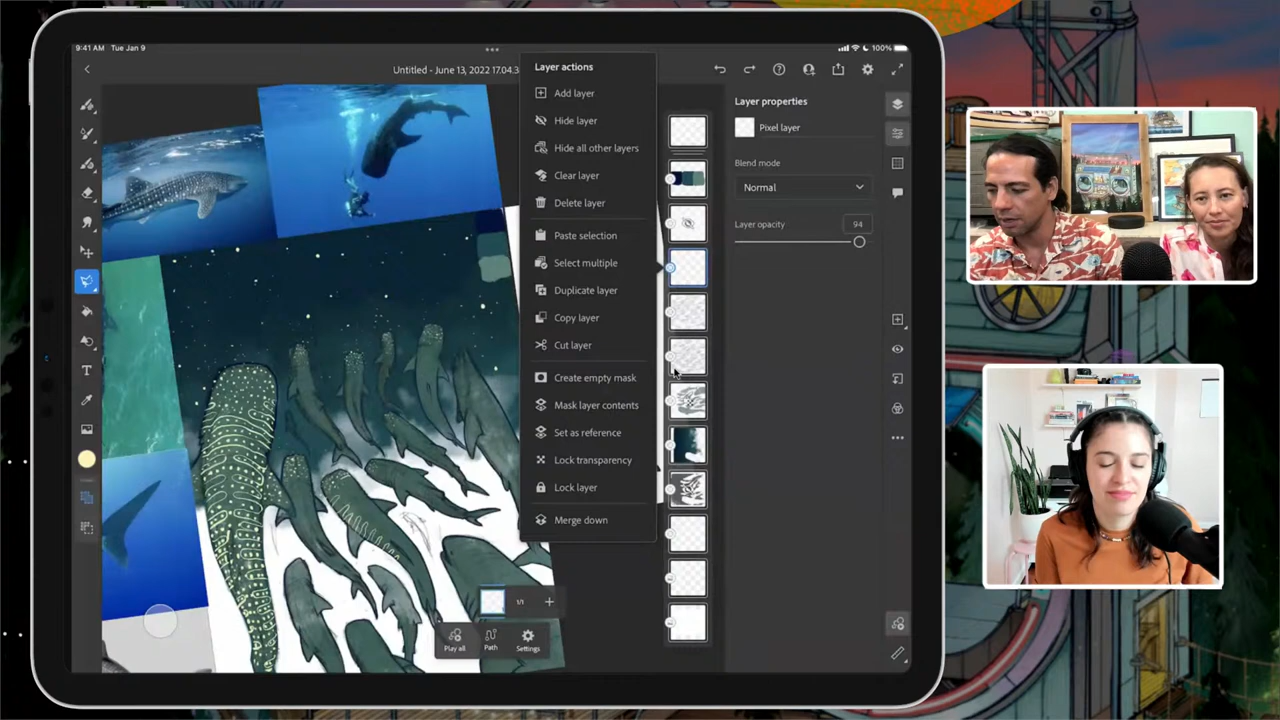 9:41 AM Tue Jan 9
100%
Untitled - June 13, 2022 17.04.3
Layer actions
Add layer
Hide layer
Hide all other layers
Clear layer
Delete layer
Paste selection
Select multiple
Duplicate layer
Copy layer
Cut layer
Create empty mask
Mask layer contents
Set as reference
Lock transparency
Lock layer
Merge down
Layer properties
Pixel layer
Blend mode
Normal
Layer opacity
94
T
1/1
Play all
Path
Settings